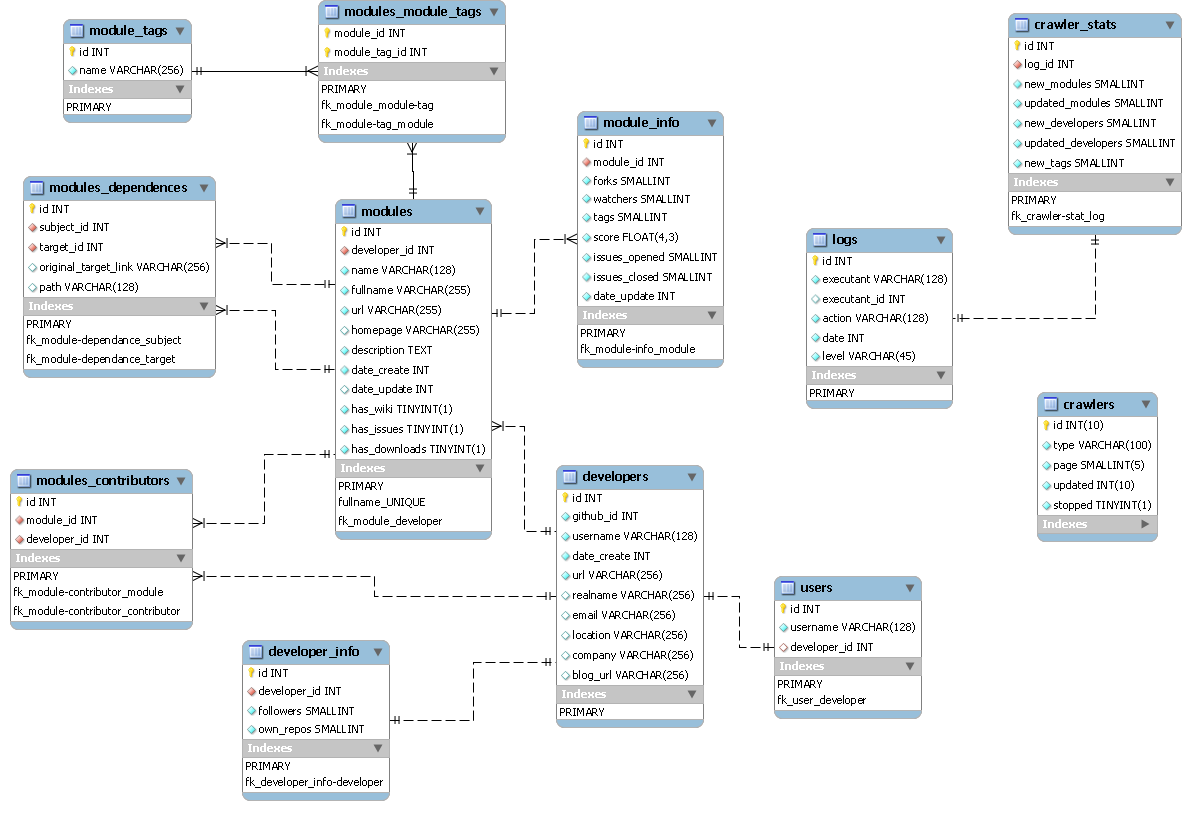 module_tags
id INT
name VARCHAR(256)
Indexes
PRIMARY
modules_module_tags
module_id INT
module_tag_id INT
Indexes
PRIMARY
fk_module_module-tag
fk_module-tag_module
crawler_stats
id INT
log_id INT
new_modules SMALLINT
updated_modules SMALLINT
new_developers SMALLINT
updated_developers SMALLINT
new_tags SMALLINT
Indexes
PRIMARY
fk_crawler-stat_log
module_info
id INT
module_id INT
forks SMALLINT
watchers SMALLINT
tags SMALLINT
score FLOAT(4,3)
issues_opened SMALLINT
issues_closed SMALLINT
date_update INT
Indexes
PRIMARY
fk_module-info_module
modules_dependences
id INT
subject_id INT
target_id INT
original_target_link VARCHAR(256)
path VARCHAR(128)
Indexes
PRIMARY
fk_module-dependance_subject
fk_module-dependance_target
modules
id INT
developer_id INT
name VARCHAR(128)
fullname VARCHAR(255)
url VARCHAR(255)
homepage VARCHAR(255)
description TEXT
date_create INT
date_update INT
has_wiki TINYINT(1)
has_issues TINYINT(1)
has_downloads TINYINT(1)
Indexes
PRIMARY
fullname_UNIQUE
fk_module_developer
logs
id INT
executant VARCHAR(128)
executant_id INT
action VARCHAR(128)
date INT
level VARCHAR(45)
Indexes
PRIMARY
crawlers
id INT(10)
type VARCHAR(100)
page SMALLINT(5)
updated INT(10)
stopped TINYINT(1)
Indexes
modules_contributors
id INT
module_id INT
developer_id INT
Indexes
PRIMARY
fk_module-contributor_module
fk_module-contributor_contributor
developers
id INT
github_id INT
username VARCHAR(128)
date_create INT
url VARCHAR(256)
realname VARCHAR(256)
email VARCHAR(256)
location VARCHAR(256)
company VARCHAR(256)
blog_url VARCHAR(256)
Indexes
PRIMARY
users
id INT
username VARCHAR(128)
developer_id INT
Indexes
PRIMARY
fk_user_developer
developer_info
id INT
developer_id INT
followers SMALLINT
own_repos SMALLINT
Indexes
PRIMARY
fk_developer_info-developer